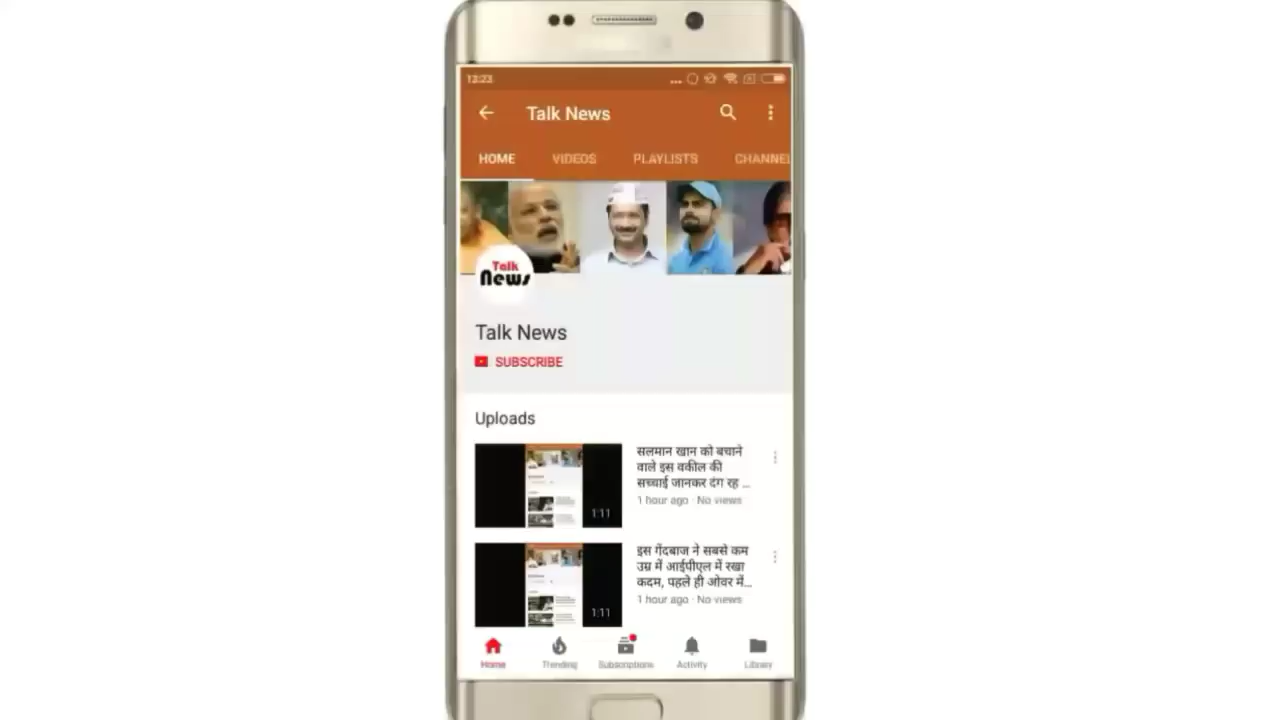 12:23
Talk News
HOME VIDEOS PLAYLISTS CHANNEL
Talk
News
Talk News
SUBSCRIBE
Uploads
सलमान खान को बचाने
वाले इस वकील की
सच्चाई जानकर दंग रह ...
1 hour ago · No views
1:11
इस गेंदबाज ने सबसे कम
उम्र में आईपीएल में रखा
कदम, पहले ही ओवर में...
1 hour ago · No views
1:11
Home Trending Subscriptions Activity Library